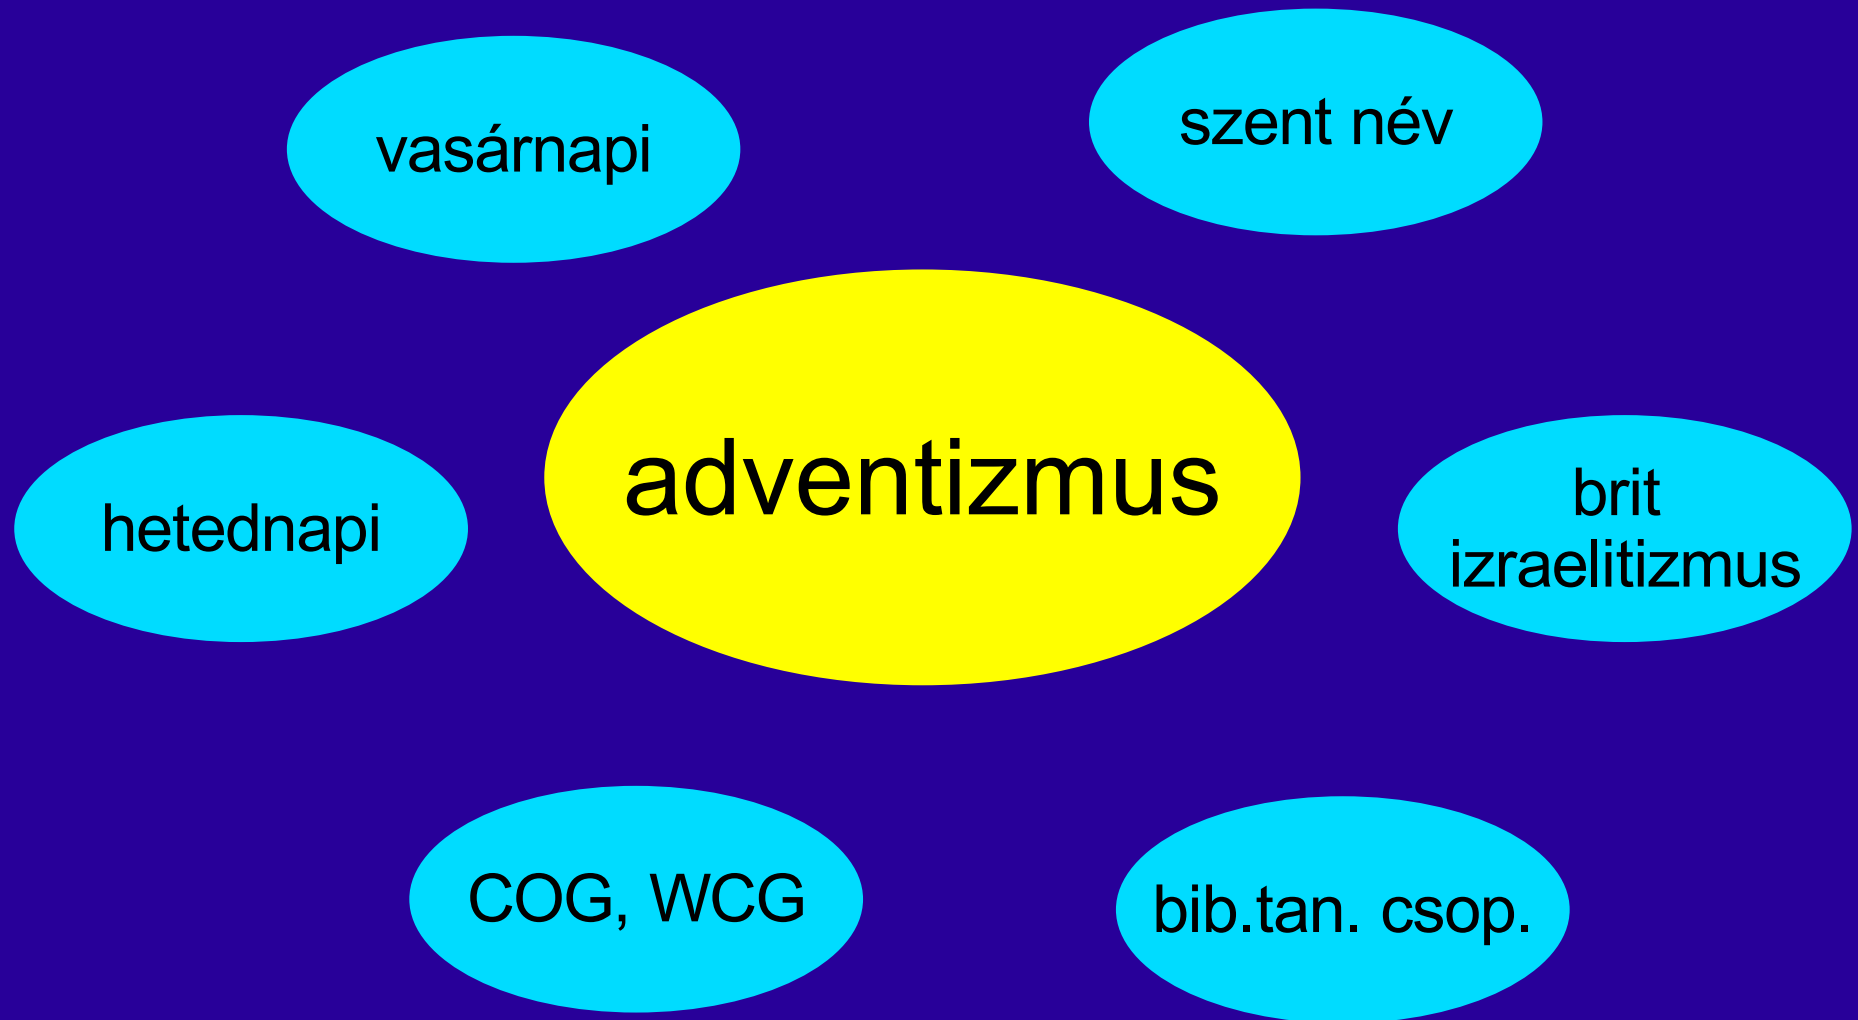 vasárnapi
szent név
adventizmus
hetednapi
brit
izraelitizmus
COG, WCG
bib.tan. csop.